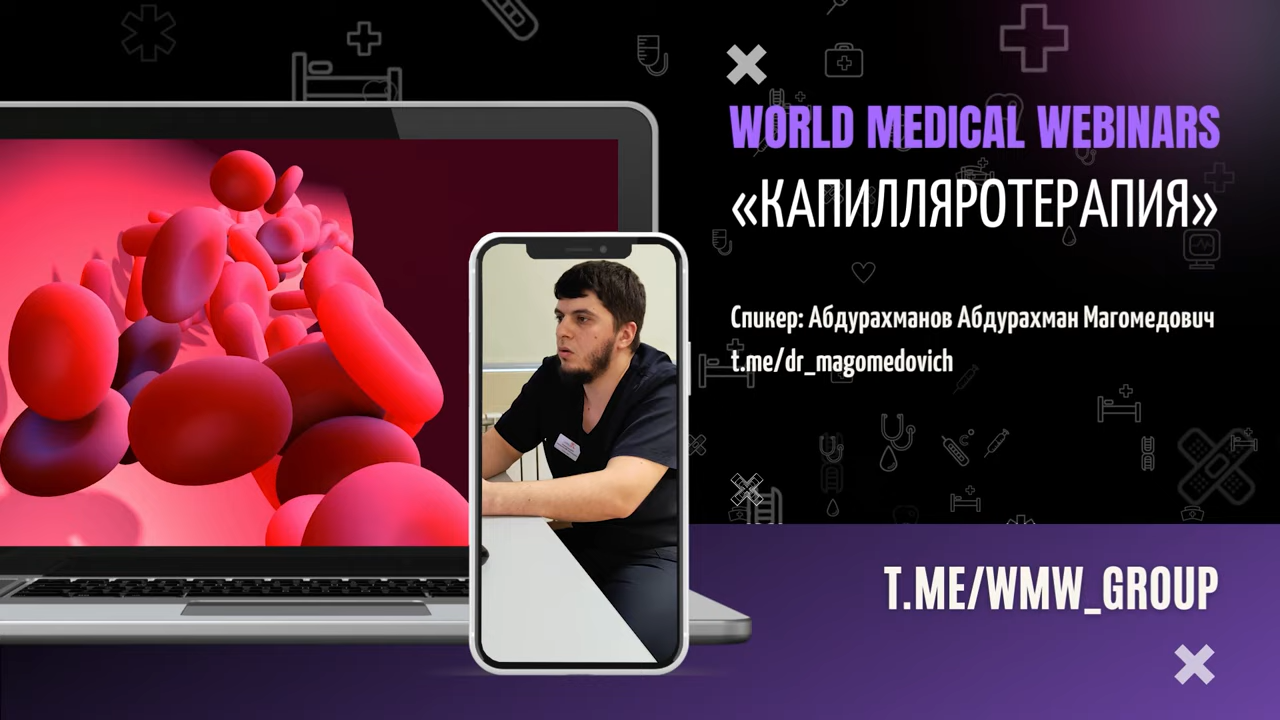 WORLD MEDICAL WEBINARS
«КАПИЛЛЯРОТЕРАПИЯ»
Спикер: Абдурахманов Абдурахман Магомедович
t.me/dr_magomedovich
T.ME/WMW_GROUP